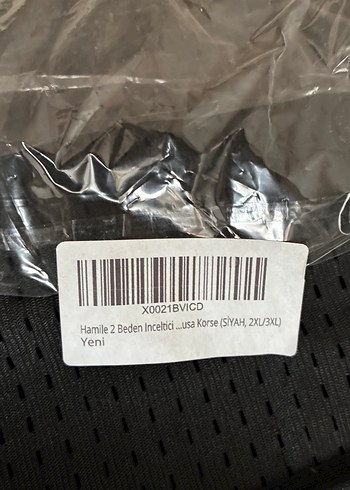 X0021BVICD
Hamile 2 Beden İnceltici ...usa Korse (SİYAH, 2XL/3XL)
Yeni